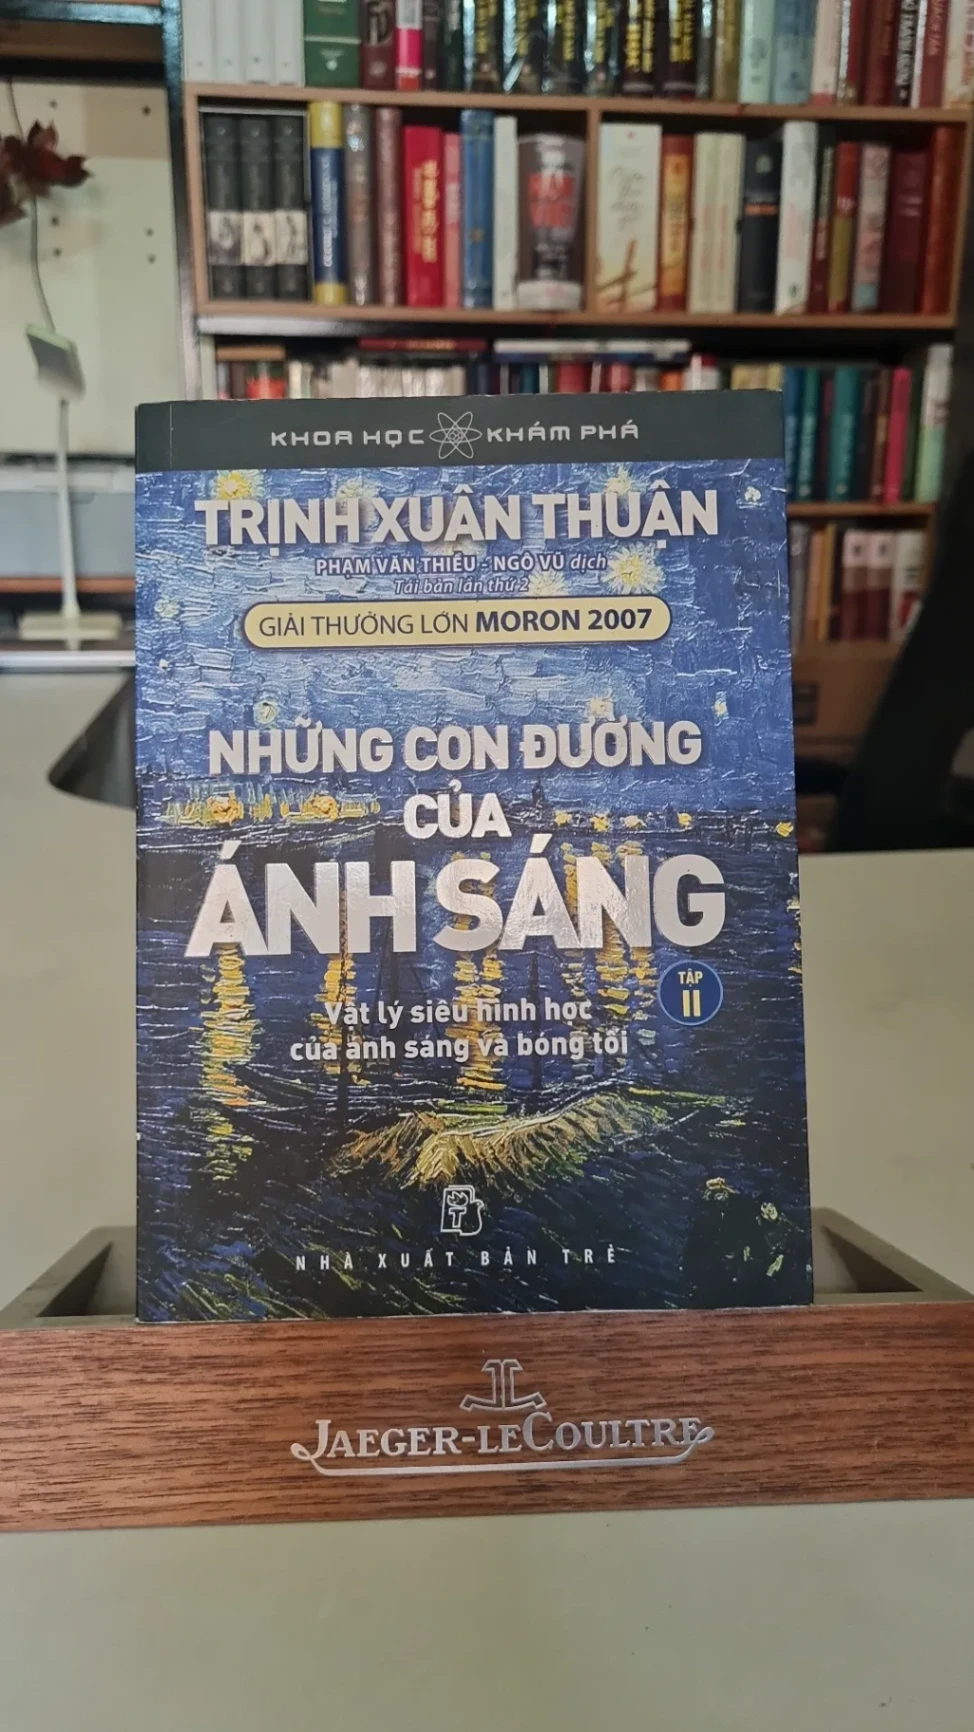 KHOA HỌC KHÁM PHÁ
TRỊNH XUÂN THUẬN
PHẠM VĂN THIỀU - NGÔ VŨ dịch
Tái bản lần thứ 2
GIẢI THƯỞNG LỚN MORON 2007
NHỮNG CON ĐƯỜNG
CỦA
ÁNH SÁNG
TẬP
II
Vật lý siêu hình học
của ánh sáng và bóng tối
T
NHÀ XUẤT BẢN TRẺ
JAEGER-LECOULTRE